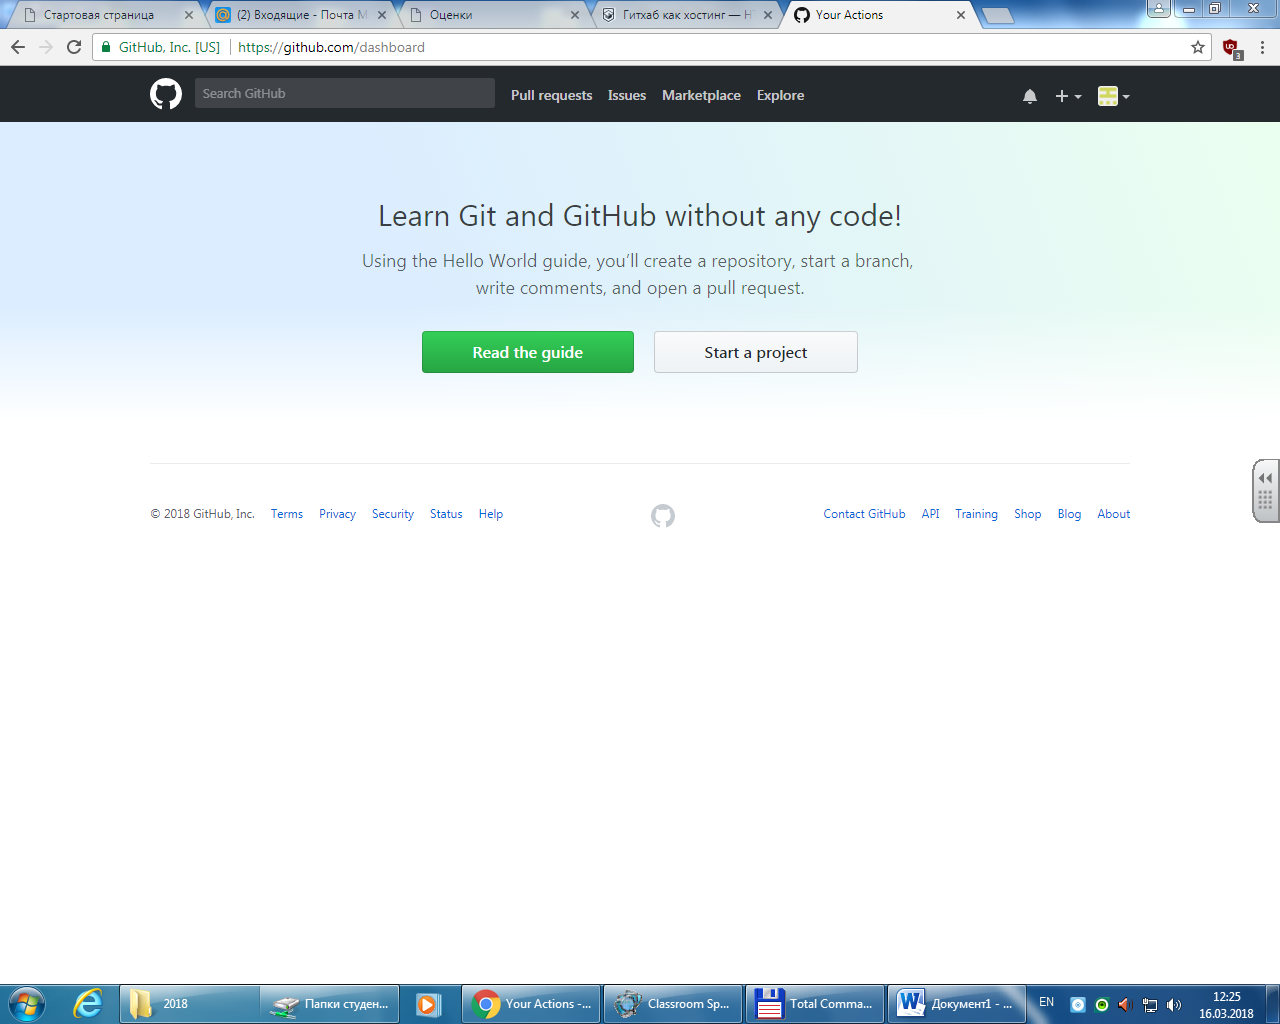 Стартовая страница
(2) Входящие - Почта М
Оценки
Гитхаб как хостинг — H
Your Actions
GitHub, Inc. [US]
https://github.com/dashboard
3
Search GitHub
Pull requests
Issues
Marketplace
Explore
Learn Git and GitHub without any code!
Using the Hello World guide, you’ll create a repository, start a branch,
write comments, and open a pull request.
Read the guide
Start a project
© 2018 GitHub, Inc.
Terms
Privacy
Security
Status
Help
Contact GitHub
API
Training
Shop
Blog
About
2018
Папки студен...
Your Actions -...
Classroom Sp...
Total Comma...
Документ1 - ...
EN
12:25
16.03.2018